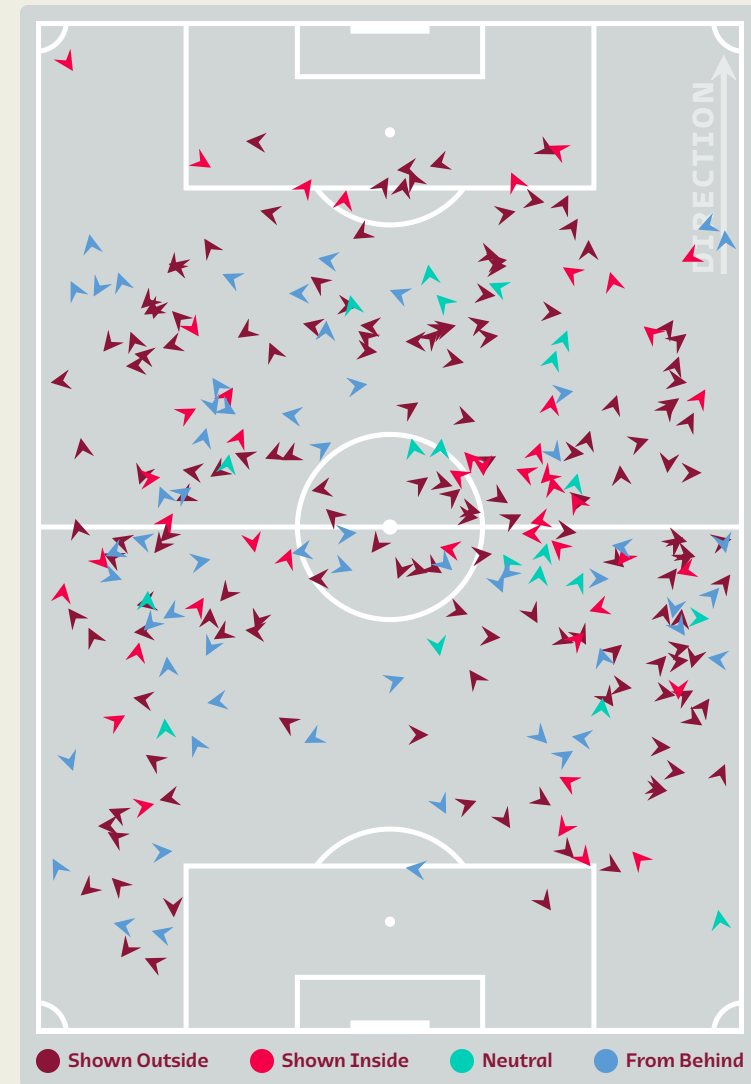 DIRECTION
Shown Outside
Shown Inside
Neutral
From Behind